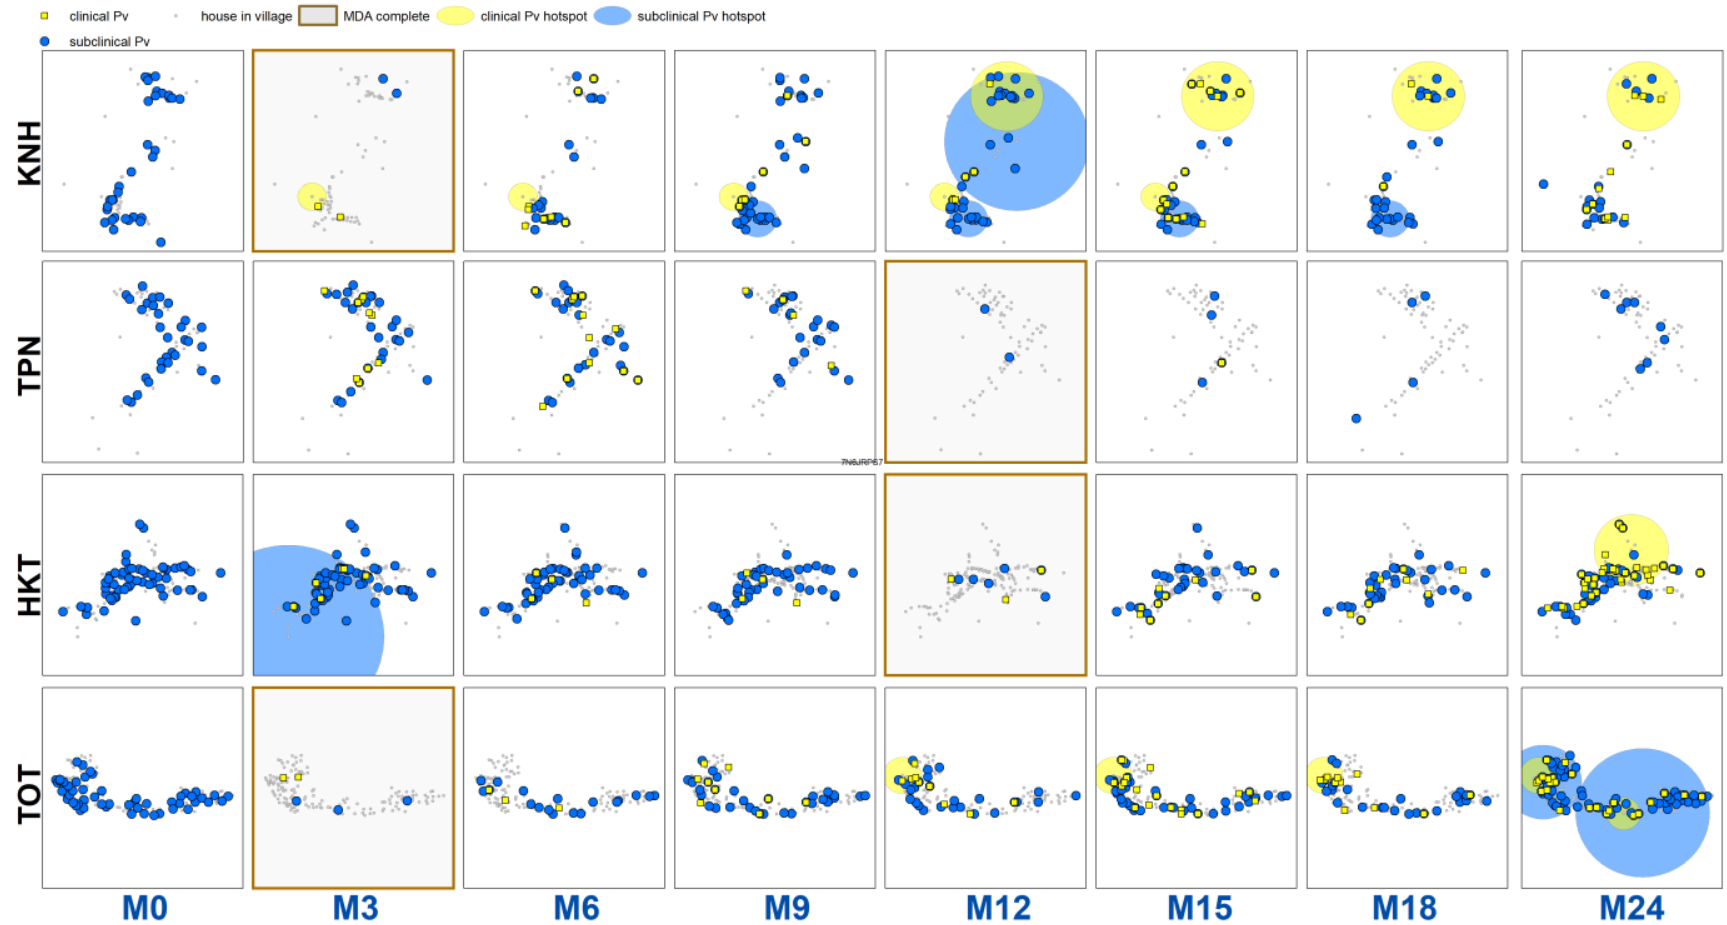 clinical Pv house in village MDA complete clinical Pv hotspot subclinical Pv hotspot
subclinical Pv
KNH
TPN
7N6JRPS7
HKT
TOT
M0 M3 M6 M9 M12 M15 M18 M24